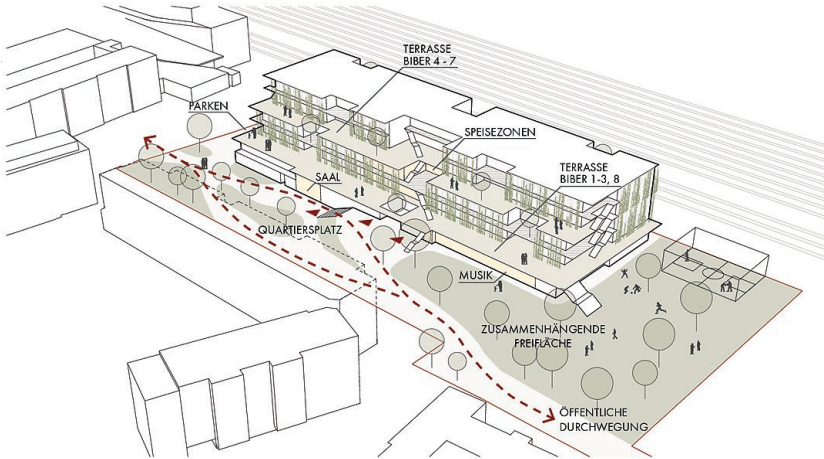 TERRASSE
BIBER 4 - 7
PARKEN
SPEISEZONEN
TERRASSE
BIBER 1-3, 8
SAAL
QUARTIERSPLATZ
MUSIK
ZUSAMMENHÄNGENDE
FREIFLÄCHE
ÖFFENTLICHE
DURCHWEGUNG